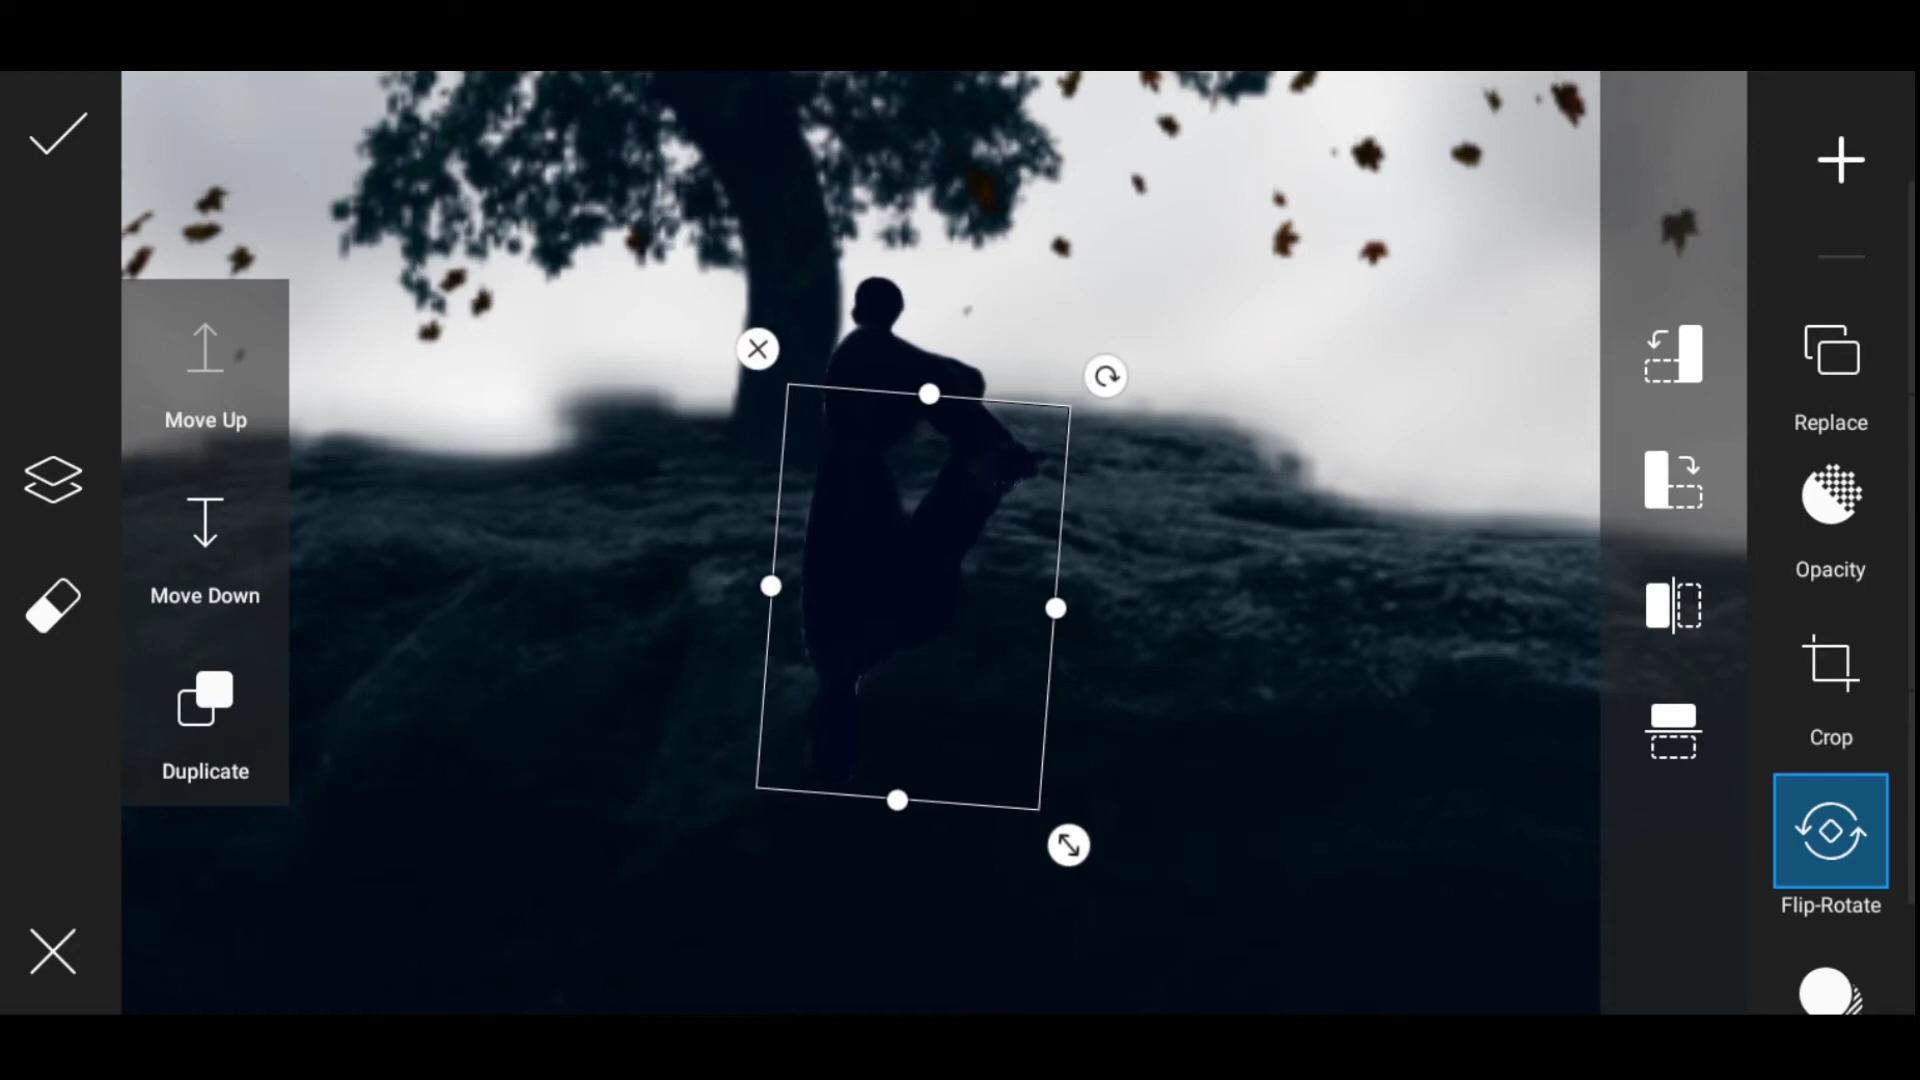 Move Up
Move Down
Duplicate
Replace
Opacity
Crop
Flip-Rotate